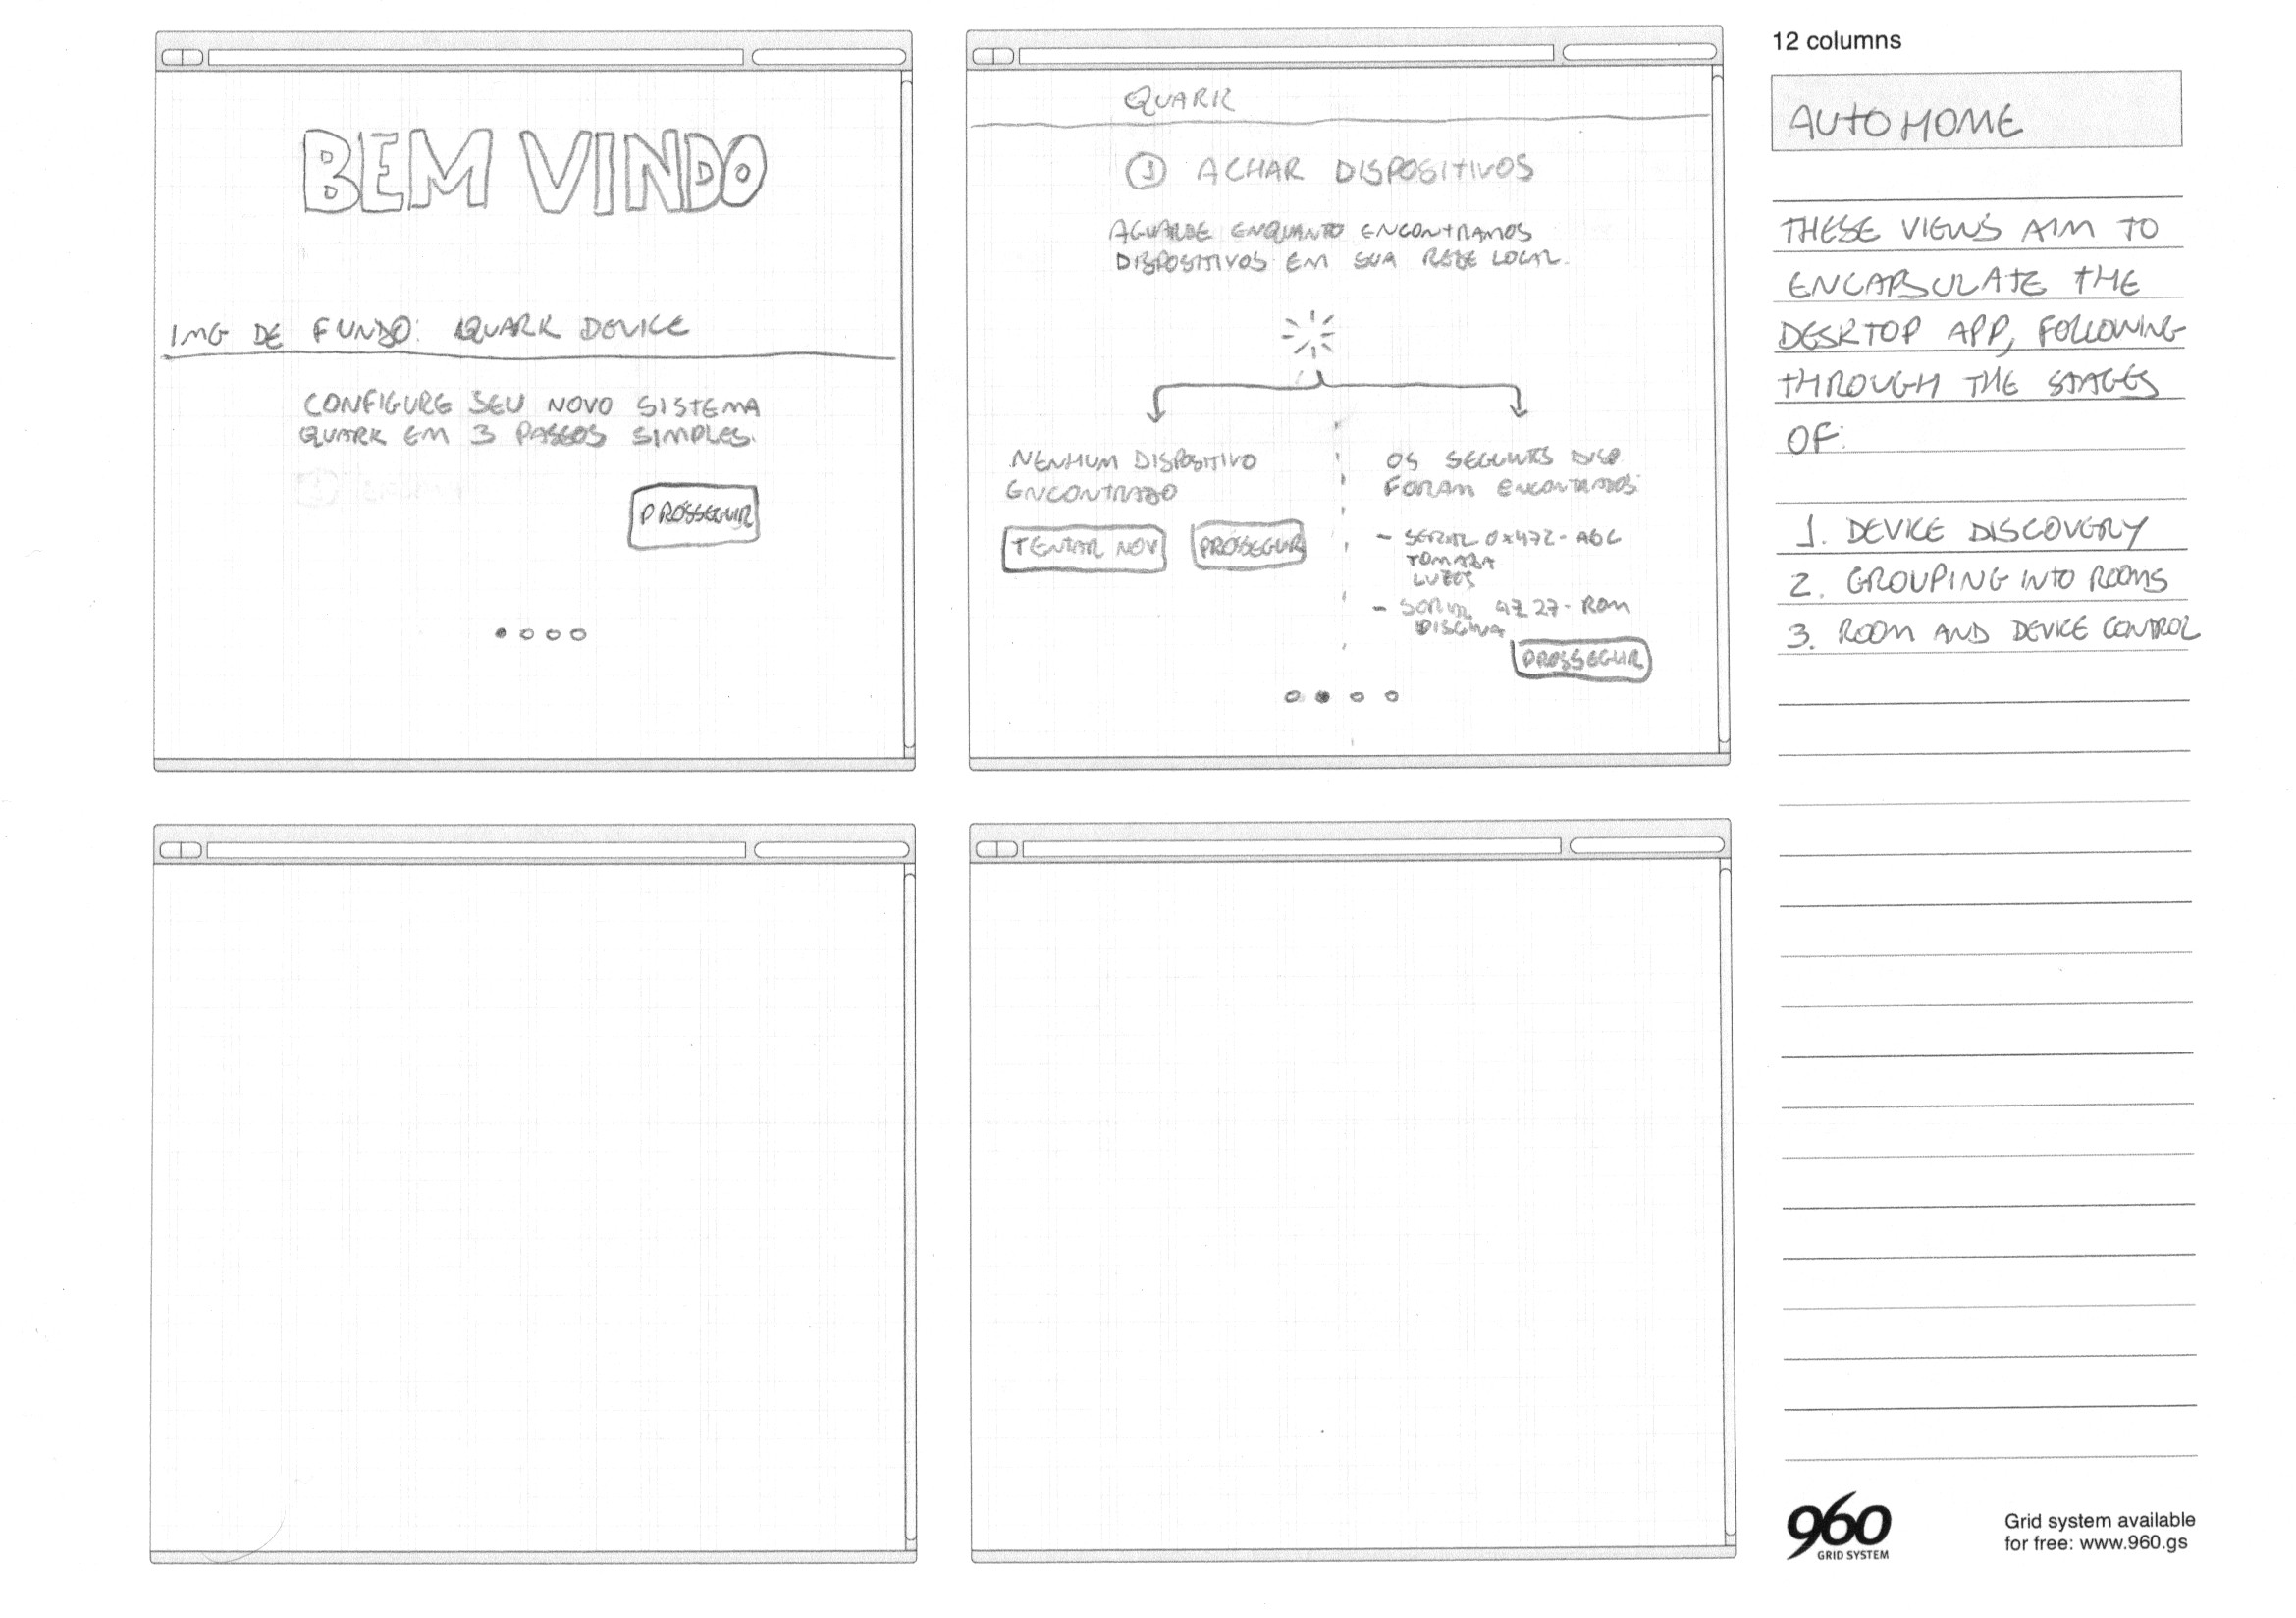 BEM VINDO
IMG DE FUNDO: QUARK DEVICE
CONFIGURE SEU NOVO SISTEMA
QUARK EM 3 PASSOS SIMPLES.
PROSSEGUIR
QUARK
1 ACHAR DISPOSITIVOS
AGUARDE ENQUANTO ENCONTRAMOS
DISPOSITIVOS EM SUA REDE LOCAL.
NENHUM DISPOSITIVO
ENCONTRADO
TENTAR NOV
PROSSEGUIR
OS SEGUINTES DISP.
FORAM ENCONTRADOS:
- SERIAL 0x472 - ABC
TOMADA
LUZES
- SERIAL 4Z27 - ROM
PROSSEGUIR
12 columns
AUTOHOME
THESE VIEWS AIM TO
ENCAPSULATE THE
DESKTOP APP, FOLLOWING
THROUGH THE STAGES
OF:
1. DEVICE DISCOVERY
2. GROUPING INTO ROOMS
3. ROOM AND DEVICE CONTROL
960
GRID SYSTEM
Grid system available
for free: www.960.gs